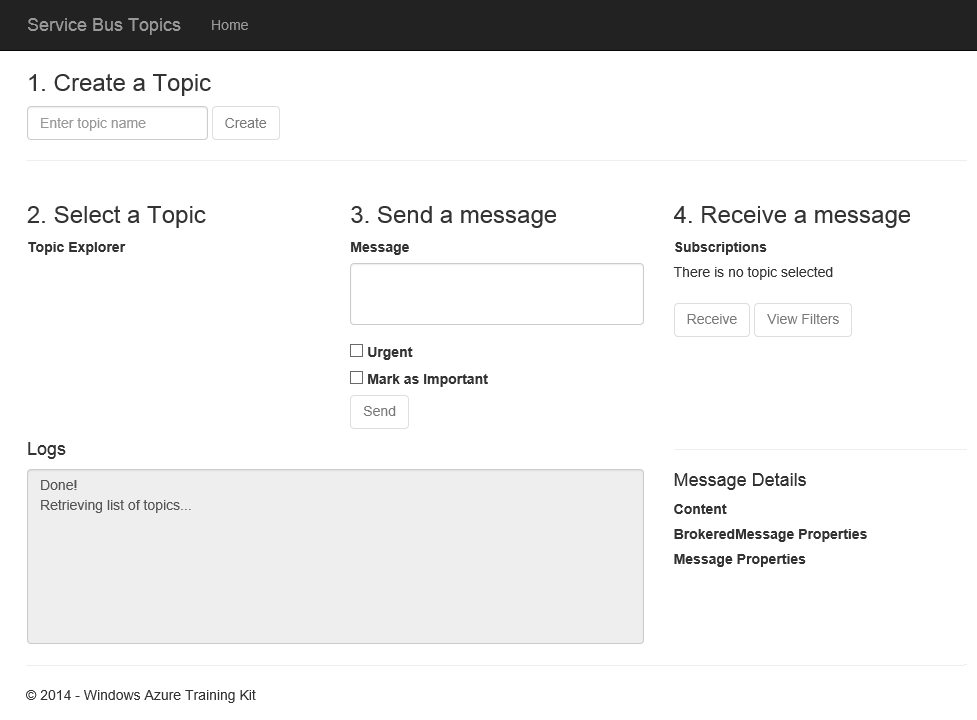 Service Bus Topics Home
1. Create a Topic
Enter topic name Create
2. Select a Topic
Topic Explorer
3. Send a message
Message
Urgent
Mark as Important
Send
4. Receive a message
Subscriptions
There is no topic selected
Receive View Filters
Logs
Done!
Retrieving list of topics...
Message Details
Content
BrokeredMessage Properties
Message Properties
© 2014 - Windows Azure Training Kit